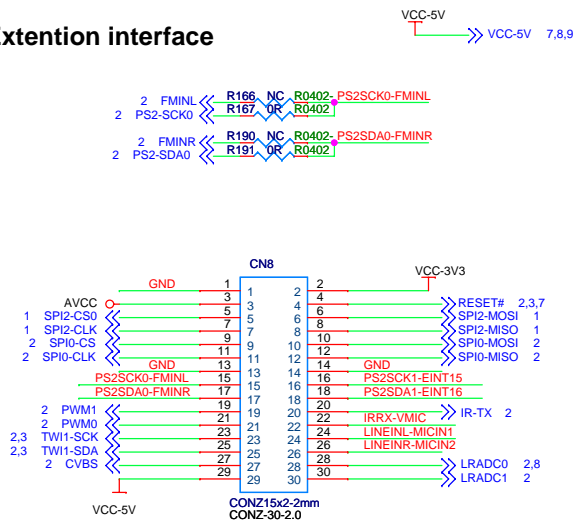 VCC-5V
Extention interface
VCC-5V 7,8,9
2 FMINL R166 NC R0402- PS2SCK0-FMINL
2 PS2-SCK0 R167 0R R0402
2 FMINR R190 NC R0402- PS2SDA0-FMINR
2 PS2-SDA0 R191 0R R0402
CN8
VCC-3V3
GND 1 1 2 2
AVCC 3 3 4 4 RESET# 2,3,7
1 SPI2-CS0 5 5 6 6 SPI2-MOSI 1
1 SPI2-CLK 7 7 8 8 SPI2-MISO 1
2 SPI0-CS 9 9 10 10 SPI0-MOSI 2
2 SPI0-CLK 11 11 12 12 SPI0-MISO 2
GND 13 13 14 14 GND
PS2SCK0-FMINL 15 15 16 16 PS2SCK1-EINT15
PS2SDA0-FMINR 17 17 18 18 PS2SDA1-EINT16
2 PWM1 19 19 20 20 IR-TX 2
2 PWM0 21 21 22 22 IRRX-VMIC
2,3 TWI1-SCK 23 23 24 24 LINEINL-MICIN1
2,3 TWI1-SDA 25 25 26 26 LINEINR-MICIN2
2 CVBS 27 27 28 28 LRADC0 2,8
29 29 30 30 LRADC1 2
VCC-5V
CONZ15x2-2mm
CONZ-30-2.0